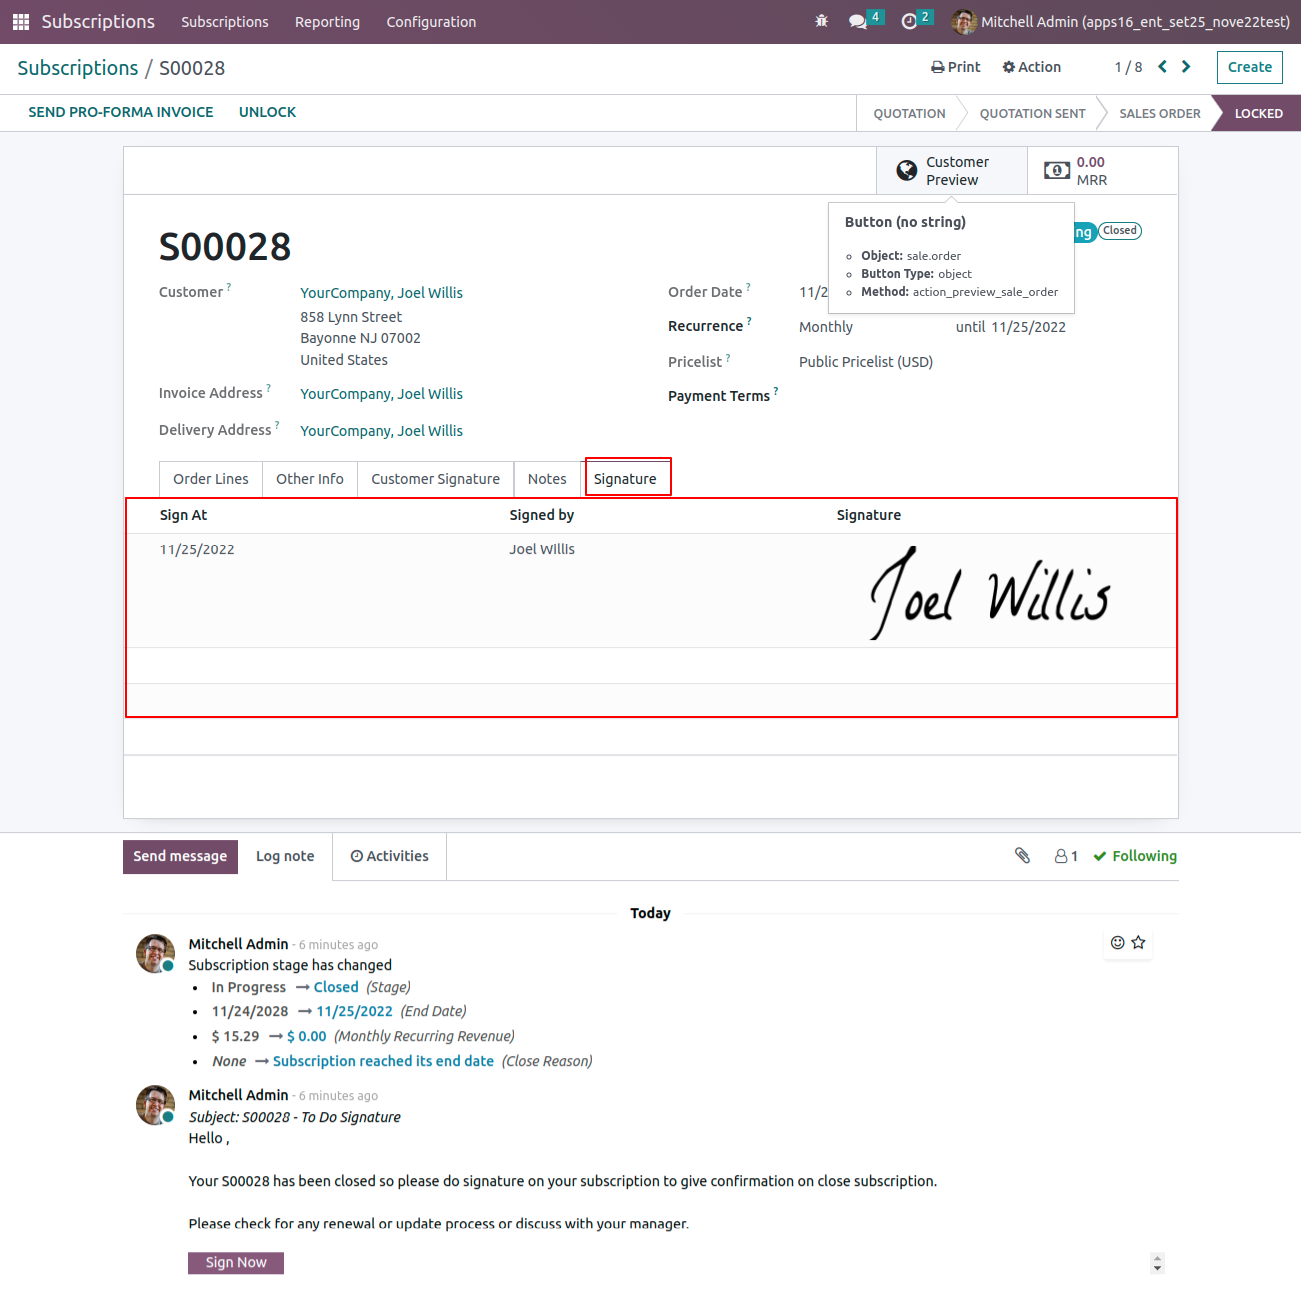 Subscriptions Subscriptions Reporting Configuration 4 2 Mitchell Admin (apps16_ent_set25_nove22test)
Subscriptions / S00028 Print Action 1 / 8 Create
SEND PRO-FORMA INVOICE UNLOCK QUOTATION QUOTATION SENT SALES ORDER LOCKED
Customer Preview 0.00 MRR
Button (no string)
Object: sale.order
Button Type: object
Method: action_preview_sale_order
ng Closed
S00028
Customer ? YourCompany, Joel Willis
858 Lynn Street
Bayonne NJ 07002
United States
Invoice Address ? YourCompany, Joel Willis
Delivery Address ? YourCompany, Joel Willis
Order Date ? 11/2
Recurrence ? Monthly until 11/25/2022
Pricelist ? Public Pricelist (USD)
Payment Terms ?
Order Lines Other Info Customer Signature Notes Signature
Sign At Signed by Signature
11/25/2022 Joel Willis Joel Willis
Send message Log note Activities 1 Following
Today
Mitchell Admin - 6 minutes ago
Subscription stage has changed
In Progress → Closed (Stage)
11/24/2028 → 11/25/2022 (End Date)
$ 15.29 → $ 0.00 (Monthly Recurring Revenue)
None → Subscription reached its end date (Close Reason)
Mitchell Admin - 6 minutes ago
Subject: S00028 - To Do Signature
Hello ,
Your S00028 has been closed so please do signature on your subscription to give confirmation on close subscription.
Please check for any renewal or update process or discuss with your manager.
Sign Now